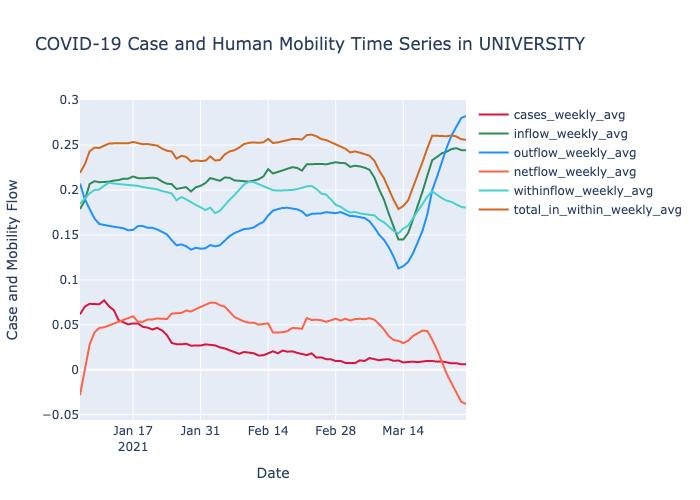 COVID-19 Case and Human Mobility Time Series in UNIVERSITY
0.3
0.25
0.2
0.15
0.1
0.05
0
−0.05
Case and Mobility Flow
Jan 17
2021
Jan 31
Feb 14
Feb 28
Mar 14
Date
cases_weekly_avg
inflow_weekly_avg
outflow_weekly_avg
netflow_weekly_avg
withinflow_weekly_avg
total_in_within_weekly_avg